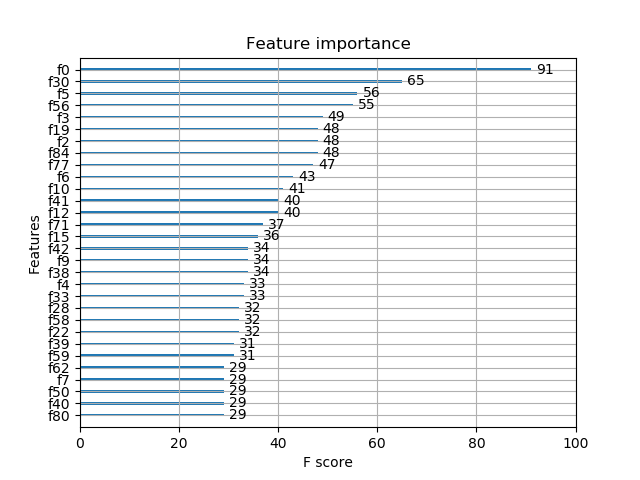 Feature importance
f0 91
f30 65
f5 56
f56 55
f3 49
f19 48
f2 48
f84 48
f77 47
f6 43
f10 41
f41 40
f12 40
f71 37
f15 36
f42 34
f9 34
f38 34
f4 33
f33 33
f28 32
f58 32
f22 32
f39 31
f59 31
f62 29
f7 29
f50 29
f40 29
f80 29
Features
0 20 40 60 80 100
F score